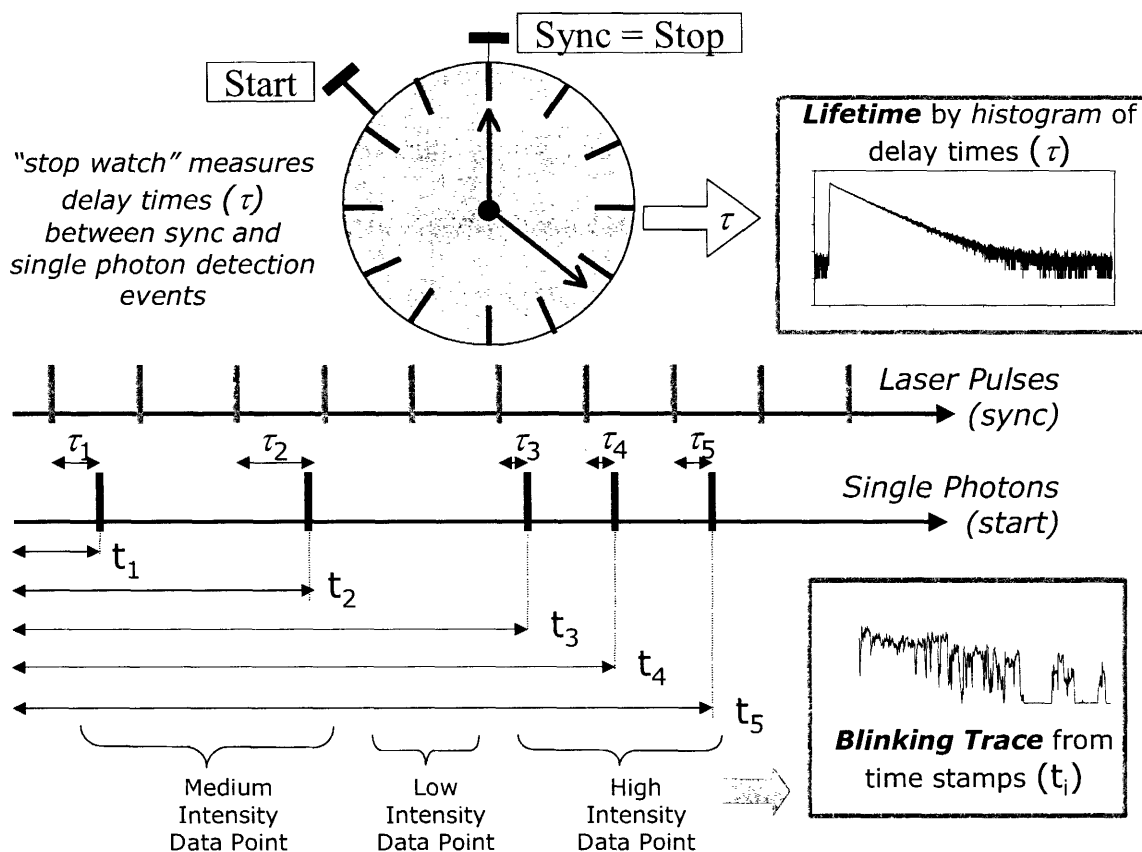 Sync = Stop
Start
"stop watch" measures
delay times (τ)
between sync and
single photon detection
events
τ
Lifetime by histogram of
delay times (τ)
Laser Pulses
(sync)
τ1
τ2
τ3
τ4
τ5
Single Photons
(start)
t1
t2
t3
t4
t5
Medium
Intensity
Data Point
Low
Intensity
Data Point
High
Intensity
Data Point
Blinking Trace from
time stamps (ti)